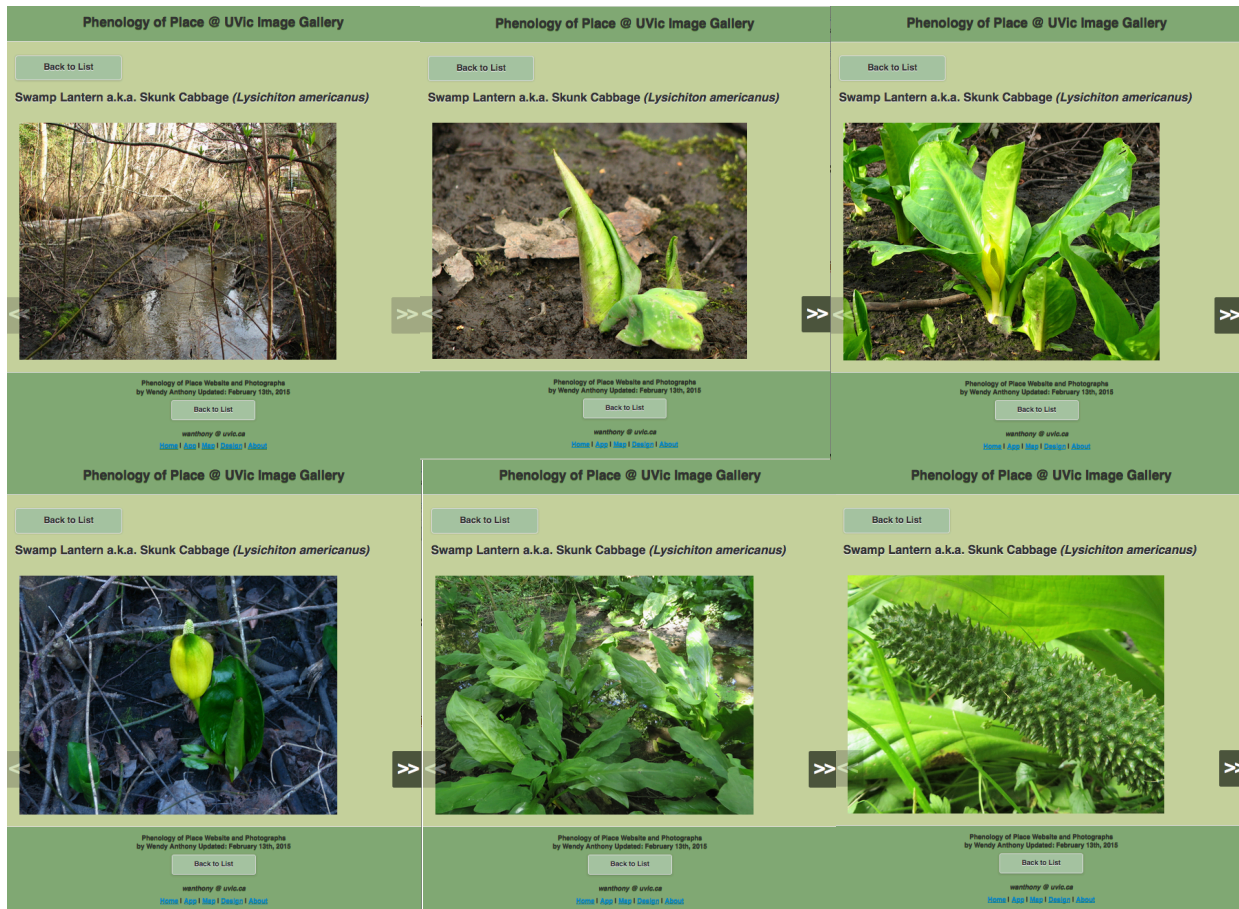 Phenology of Place @ UVic Image Gallery
Back to List
Swamp Lantern a.k.a. Skunk Cabbage (Lysichiton americanus)
<<
>>
Phenology of Place Website and Photographs
by Wendy Anthony Updated: February 13th, 2015
Back to List
wanthony @ uvic.ca
Home | App | Map | Design | About
Phenology of Place @ UVic Image Gallery
Back to List
Swamp Lantern a.k.a. Skunk Cabbage (Lysichiton americanus)
<<
>>
Phenology of Place Website and Photographs
by Wendy Anthony Updated: February 13th, 2015
Back to List
wanthony @ uvic.ca
Home | App | Map | Design | About
Phenology of Place @ UVic Image Gallery
Back to List
Swamp Lantern a.k.a. Skunk Cabbage (Lysichiton americanus)
<<
>>
Phenology of Place Website and Photographs
by Wendy Anthony Updated: February 13th, 2015
Back to List
wanthony @ uvic.ca
Home | App | Map | Design | About
Phenology of Place @ UVic Image Gallery
Back to List
Swamp Lantern a.k.a. Skunk Cabbage (Lysichiton americanus)
<<
>>
Phenology of Place Website and Photographs
by Wendy Anthony Updated: February 13th, 2015
Back to List
wanthony @ uvic.ca
Home | App | Map | Design | About
Phenology of Place @ UVic Image Gallery
Back to List
Swamp Lantern a.k.a. Skunk Cabbage (Lysichiton americanus)
<<
>>
Phenology of Place Website and Photographs
by Wendy Anthony Updated: February 13th, 2015
Back to List
wanthony @ uvic.ca
Home | App | Map | Design | About
Phenology of Place @ UVic Image Gallery
Back to List
Swamp Lantern a.k.a. Skunk Cabbage (Lysichiton americanus)
<<
>>
Phenology of Place Website and Photographs
by Wendy Anthony Updated: February 13th, 2015
Back to List
wanthony @ uvic.ca
Home | App | Map | Design | About